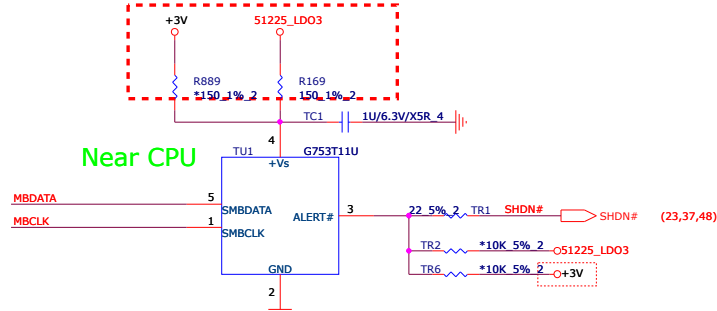 +3V
51225_LDO3
R889
*150_1%_2
R169
150_1%_2
TC1
1U/6.3V/X5R_4
Near CPU
4
TU1
G753T11U
+Vs
MBDATA
5
SMBDATA
MBCLK
1
SMBCLK
ALERT#
3
22_5%_2
TR1
SHDN#
SHDN#
(23,37,48)
TR2
*10K_5%_2
51225_LDO3
TR6
*10K_5%_2
+3V
GND
2